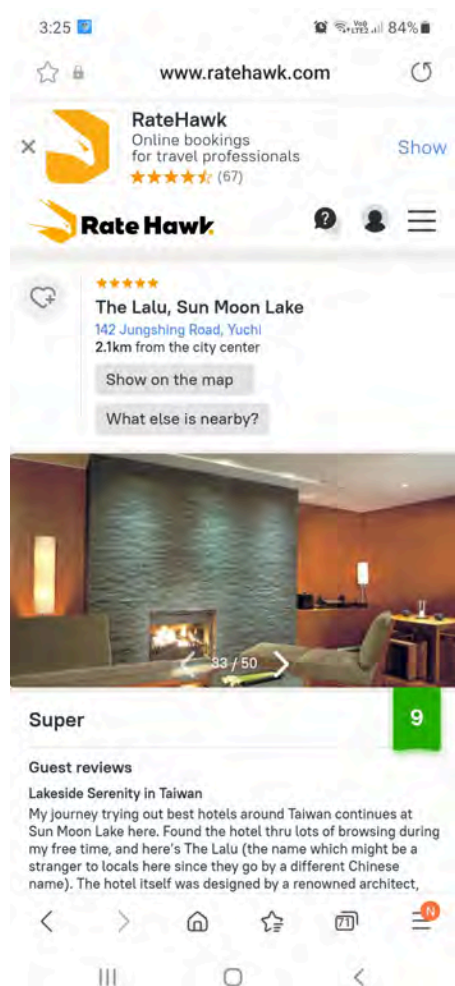 3:25
84%
www.ratehawk.com
RateHawk
Online bookings
for travel professionals
(67)
Show
Rate Hawk.
The Lalu, Sun Moon Lake
142 Jungshing Road, Yuchi
2.1km from the city center
Show on the map
What else is nearby?
33 / 50
Super
9
Guest reviews
Lakeside Serenity in Taiwan
My journey trying out best hotels around Taiwan continues at
Sun Moon Lake here. Found the hotel thru lots of browsing during
my free time, and here's The Lalu (the name which might be a
stranger to locals here since they go by a different Chinese
name). The hotel itself was designed by a renowned architect,
71
N